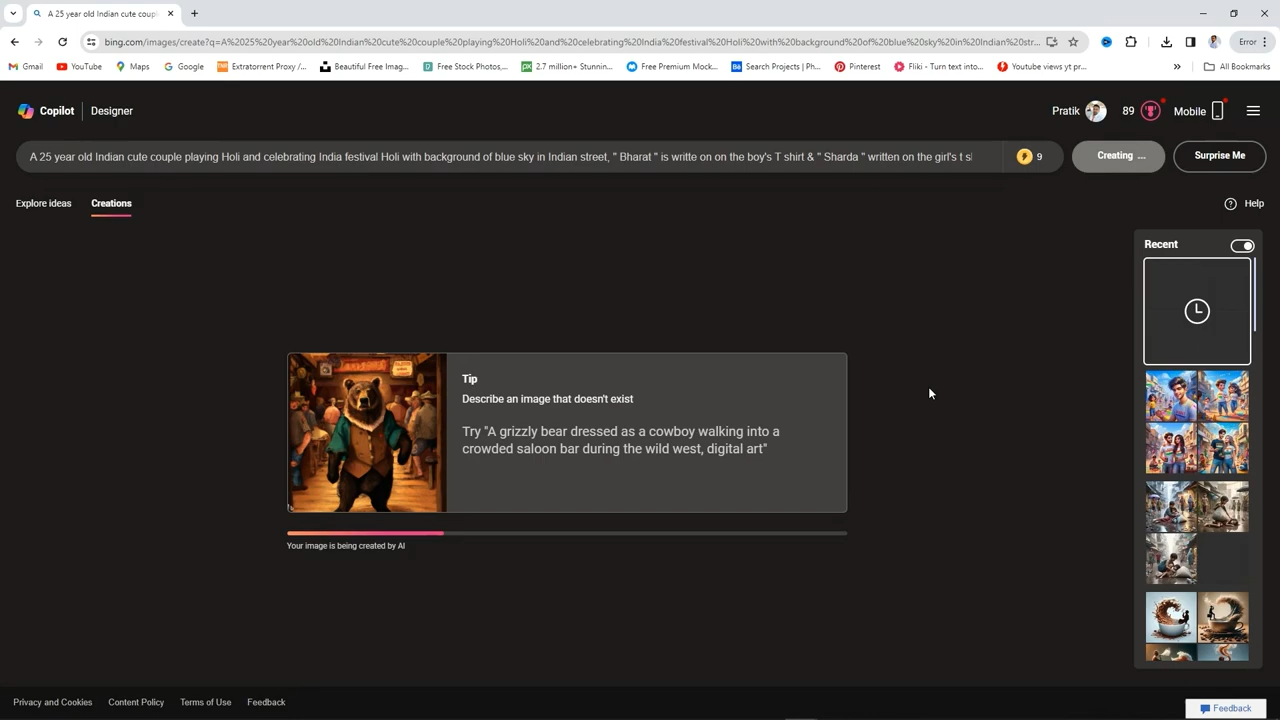 A 25 year old Indian cute coupl
bing.com/images/create?q=A%2025%20year%20old%20Indian%20cute%20couple%20playing%20Holi%20and%20celebrating%20India%20festival%20Holi%20with%20background%20of%20blue%20sky%20in%20Indian%20str...
Error
Gmail
YouTube
Maps
Google
Extratorrent Proxy /...
Beautiful Free Imag...
Free Stock Photos,...
2.7 million+ Stunnin...
Free Premium Mock...
Search Projects | Ph...
Pinterest
Fliki - Turn text into...
Youtube views yt pr...
»
All Bookmarks
Copilot | Designer
Pratik
89
Mobile
A 25 year old Indian cute couple playing Holi and celebrating India festival Holi with background of blue sky in Indian street, " Bharat " is writte on on the boy's T shirt & " Sharda " written on the girl's t s
9
Creating ...
Surprise Me
Explore ideas
Creations
Help
Recent
Tip
Describe an image that doesn't exist
Try "A grizzly bear dressed as a cowboy walking into a
crowded saloon bar during the wild west, digital art"
Your image is being created by AI
Privacy and Cookies
Content Policy
Terms of Use
Feedback
Feedback